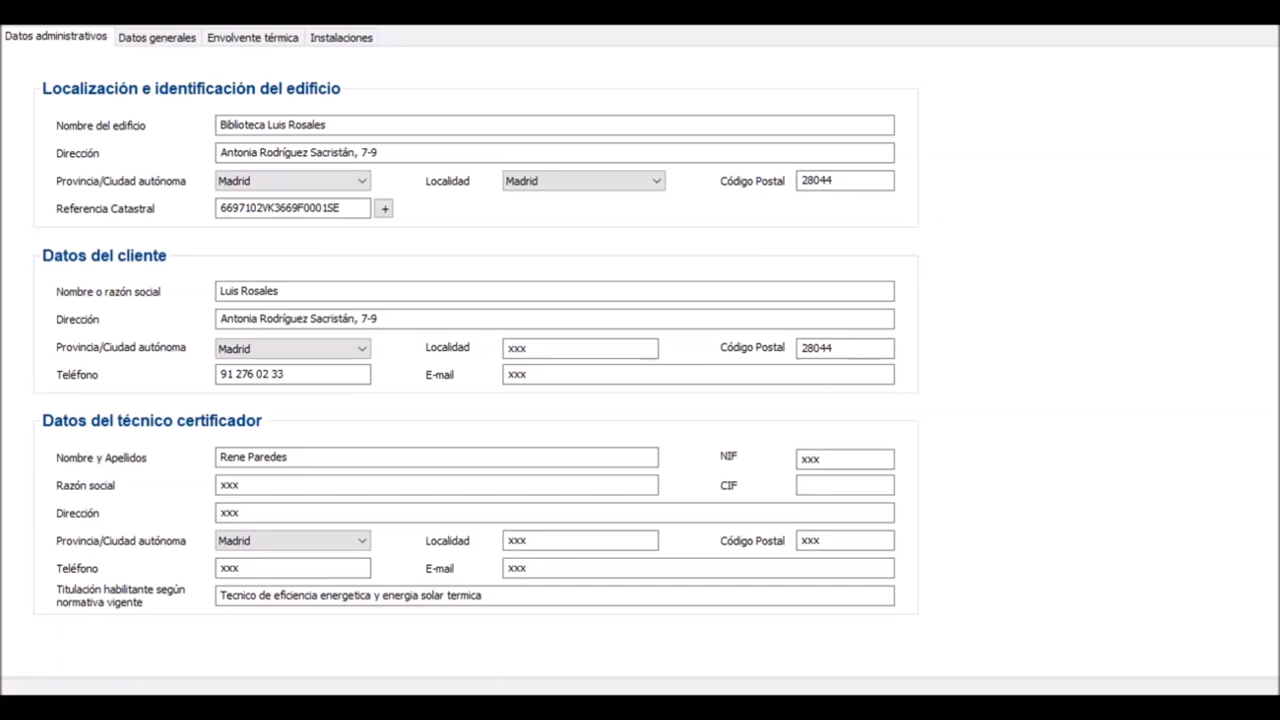 Datos administrativos Datos generales Envolvente térmica Instalaciones
Localización e identificación del edificio
Nombre del edificio Biblioteca Luis Rosales
Dirección Antonia Rodríguez Sacristán, 7-9
Provincia/Ciudad autónoma Madrid Localidad Madrid Código Postal 28044
Referencia Catastral 6697102VK3669F0001SE +
Datos del cliente
Nombre o razón social Luis Rosales
Dirección Antonia Rodríguez Sacristán, 7-9
Provincia/Ciudad autónoma Madrid Localidad xxx Código Postal 28044
Teléfono 91 276 02 33 E-mail xxx
Datos del técnico certificador
Nombre y Apellidos Rene Paredes NIF xxx
Razón social xxx CIF
Dirección xxx
Provincia/Ciudad autónoma Madrid Localidad xxx Código Postal xxx
Teléfono xxx E-mail xxx
Titulación habilitante según
normativa vigente Tecnico de eficiencia energetica y energia solar termica